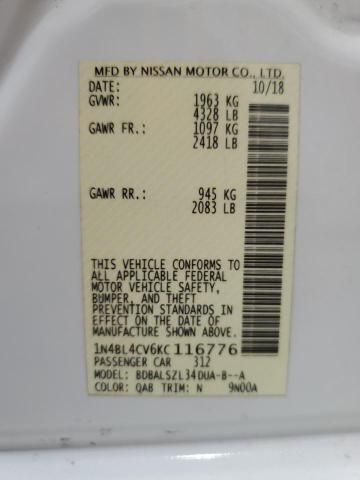 MFD BY NISSAN MOTOR CO., LTD.
DATE: 10/18
GVWR: 1963 KG
4328 LB
GAWR FR.: 1097 KG
2418 LB
GAWR RR.: 945 KG
2083 LB
THIS VEHICLE CONFORMS TO
ALL APPLICABLE FEDERAL
MOTOR VEHICLE SAFETY,
BUMPER, AND THEFT
PREVENTION STANDARDS IN
EFFECT ON THE DATE OF
MANUFACTURE SHOWN ABOVE.
1N4BL4CV6KC116776
PASSENGER CAR 312
MODEL: BDBALSZL34DUA-B--A
COLOR: QAB TRIM: N 9N00A